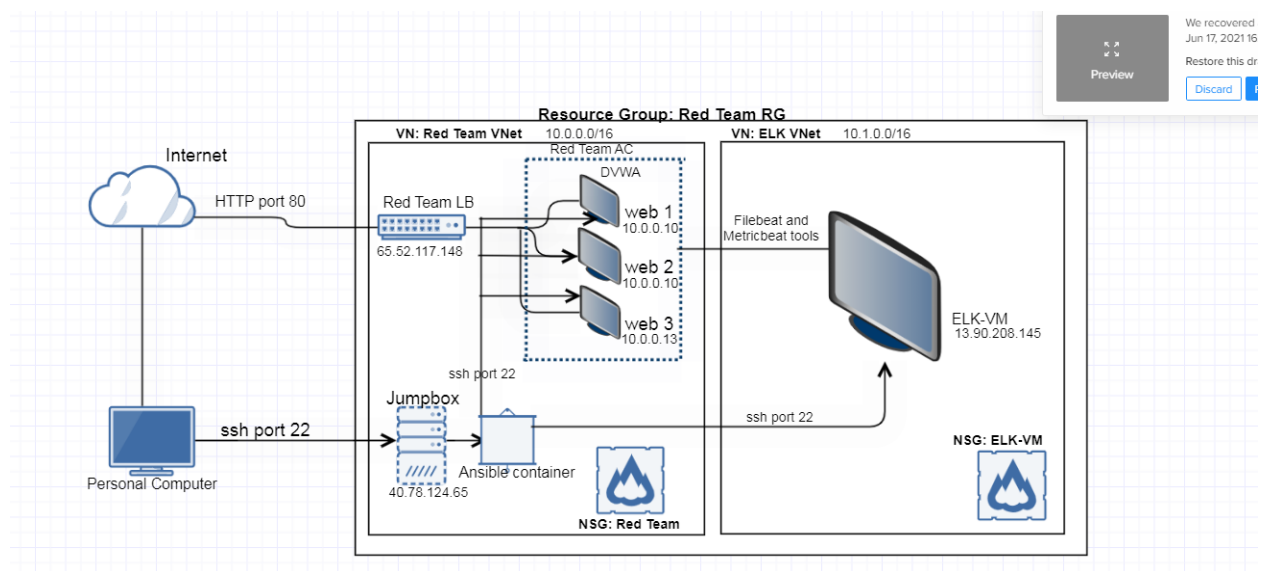 We recovered
Jun 17, 2021 16
Restore this dr
Preview
Discard
Resource Group: Red Team RG
VN: Red Team VNet 10.0.0.0/16
VN: ELK VNet 10.1.0.0/16
Red Team AC
Internet
DVWA
HTTP port 80
Red Team LB
65.52.117.148
web 1
10.0.0.10
web 2
10.0.0.10
web 3
10.0.0.13
Filebeat and
Metricbeat tools
ELK-VM
13.90.208.145
ssh port 22
Jumpbox
ssh port 22
ssh port 22
Ansible container
Personal Computer
40.78.124.65
NSG: Red Team
NSG: ELK-VM